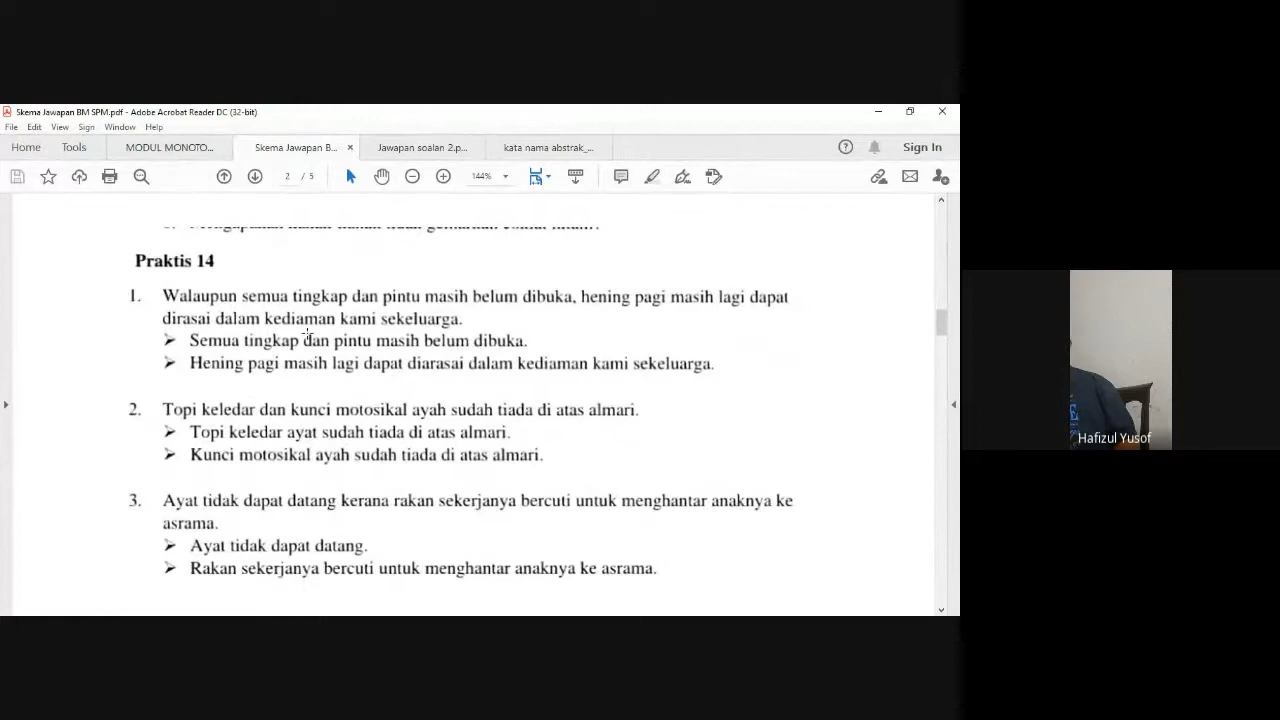 Skema Jawapan BM SPM.pdf - Adobe Acrobat Reader DC (32-bit)
File Edit View Sign Window Help
Home Tools MODUL MONOTO... Skema Jawapan B... × Jawapan soalan 2.p... kata nama abstrak_... Sign In
2 / 5 144%
Praktis 14
1. Walaupun semua tingkap dan pintu masih belum dibuka, hening pagi masih lagi dapat
dirasai dalam kediaman kami sekeluarga.
➢ Semua tingkap dan pintu masih belum dibuka.
➢ Hening pagi masih lagi dapat diarasai dalam kediaman kami sekeluarga.
2. Topi keledar dan kunci motosikal ayah sudah tiada di atas almari.
➢ Topi keledar ayat sudah tiada di atas almari.
➢ Kunci motosikal ayah sudah tiada di atas almari.
3. Ayat tidak dapat datang kerana rakan sekerjanya bercuti untuk menghantar anaknya ke
asrama.
➢ Ayat tidak dapat datang.
➢ Rakan sekerjanya bercuti untuk menghantar anaknya ke asrama.
Hafizul Yusof